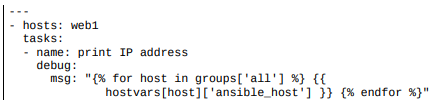 ---
- hosts: web1
  tasks:
  - name: print IP address
    debug:
      msg: "{% for host in groups['all'] %} {{
            hostvars[host]['ansible_host'] }} {% endfor %}"